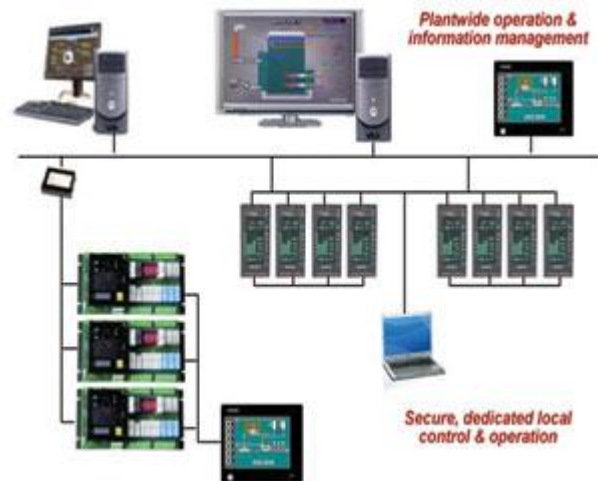 Plantwide operation &
information management
Secure, dedicated local
control & operation